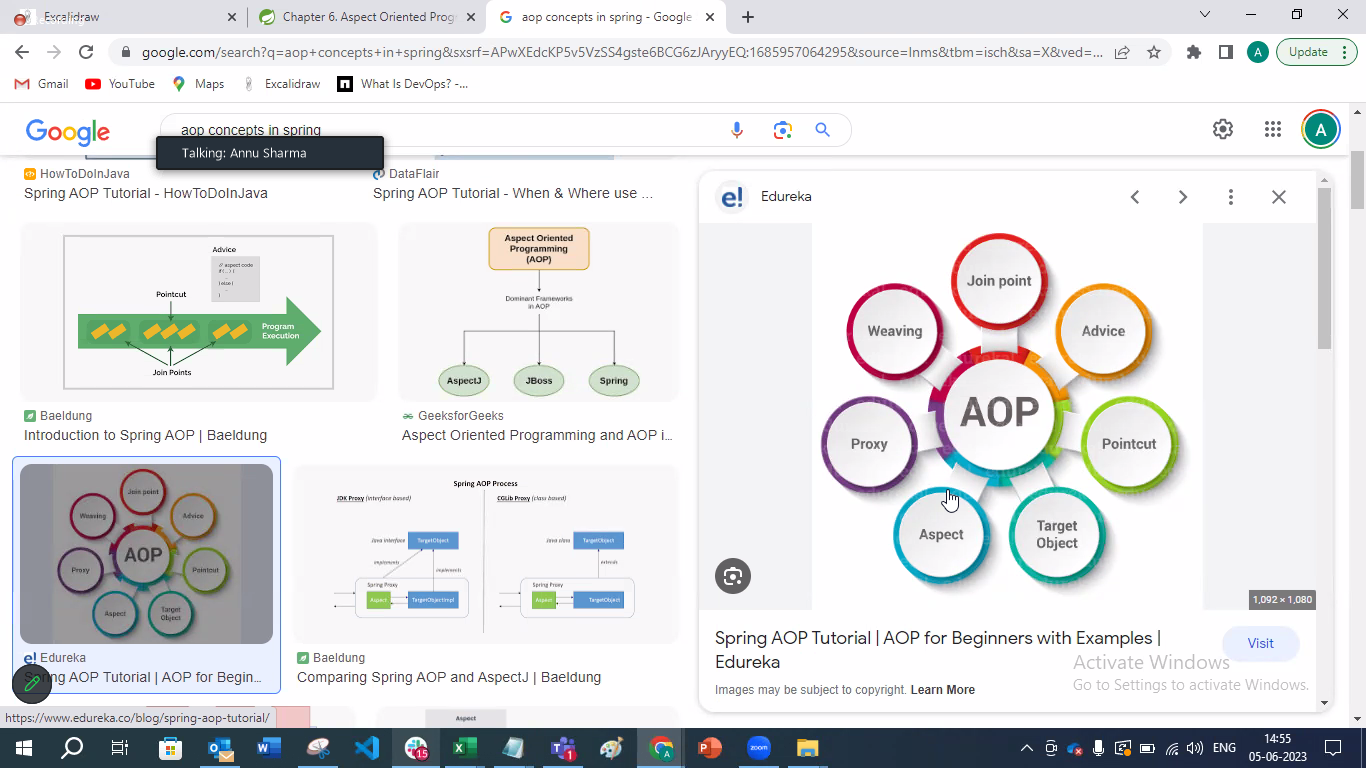 Excalidraw
Chapter 6. Aspect Oriented Progr
aop concepts in spring - Google
google.com/search?q=aop+concepts+in+spring&sxsrf=APwXEdcKP5v5VzSS4gste6BCG6zJAryyEQ:1685957064295&source=lnms&tbm=isch&sa=X&ved=...
A
Update
Gmail
YouTube
Maps
Excalidraw
What Is DevOps? -...
Google
aop concepts in spring
A
Talking: Annu Sharma
HowToDoInJava
Spring AOP Tutorial - HowToDoInJava
DataFlair
Spring AOP Tutorial - When & Where use ...
Advice
// aspect code
if (...) {
...
} else {
...
}
Pointcut
Program
Execution
Join Points
Baeldung
Introduction to Spring AOP | Baeldung
Aspect Oriented
Programming
(AOP)
Dominant Frameworks
in AOP
AspectJ
JBoss
Spring
GeeksforGeeks
Aspect Oriented Programming and AOP i...
Join point
Weaving
Advice
AOP
Proxy
Pointcut
Aspect
Target
Object
e! Edureka
Spring AOP Tutorial | AOP for Begin...
Spring AOP Process
JDK Proxy (interface based)
CGLib Proxy (class based)
Java interface
TargetObject
implements
implements
Spring Proxy
Aspect
TargetObjectImpl
Java class
TargetObject
extends
Spring Proxy
Aspect
TargetObject
Baeldung
Comparing Spring AOP and AspectJ | Baeldung
Aspect
e!
Edureka
Join point
Weaving
Advice
AOP
Proxy
Pointcut
Aspect
Target
Object
1,092 × 1,080
Spring AOP Tutorial | AOP for Beginners with Examples |
Edureka
Visit
Images may be subject to copyright. Learn More
Activate Windows
Go to Settings to activate Windows.
https://www.edureka.co/blog/spring-aop-tutorial/
15
1
zoom
ENG
14:55
05-06-2023